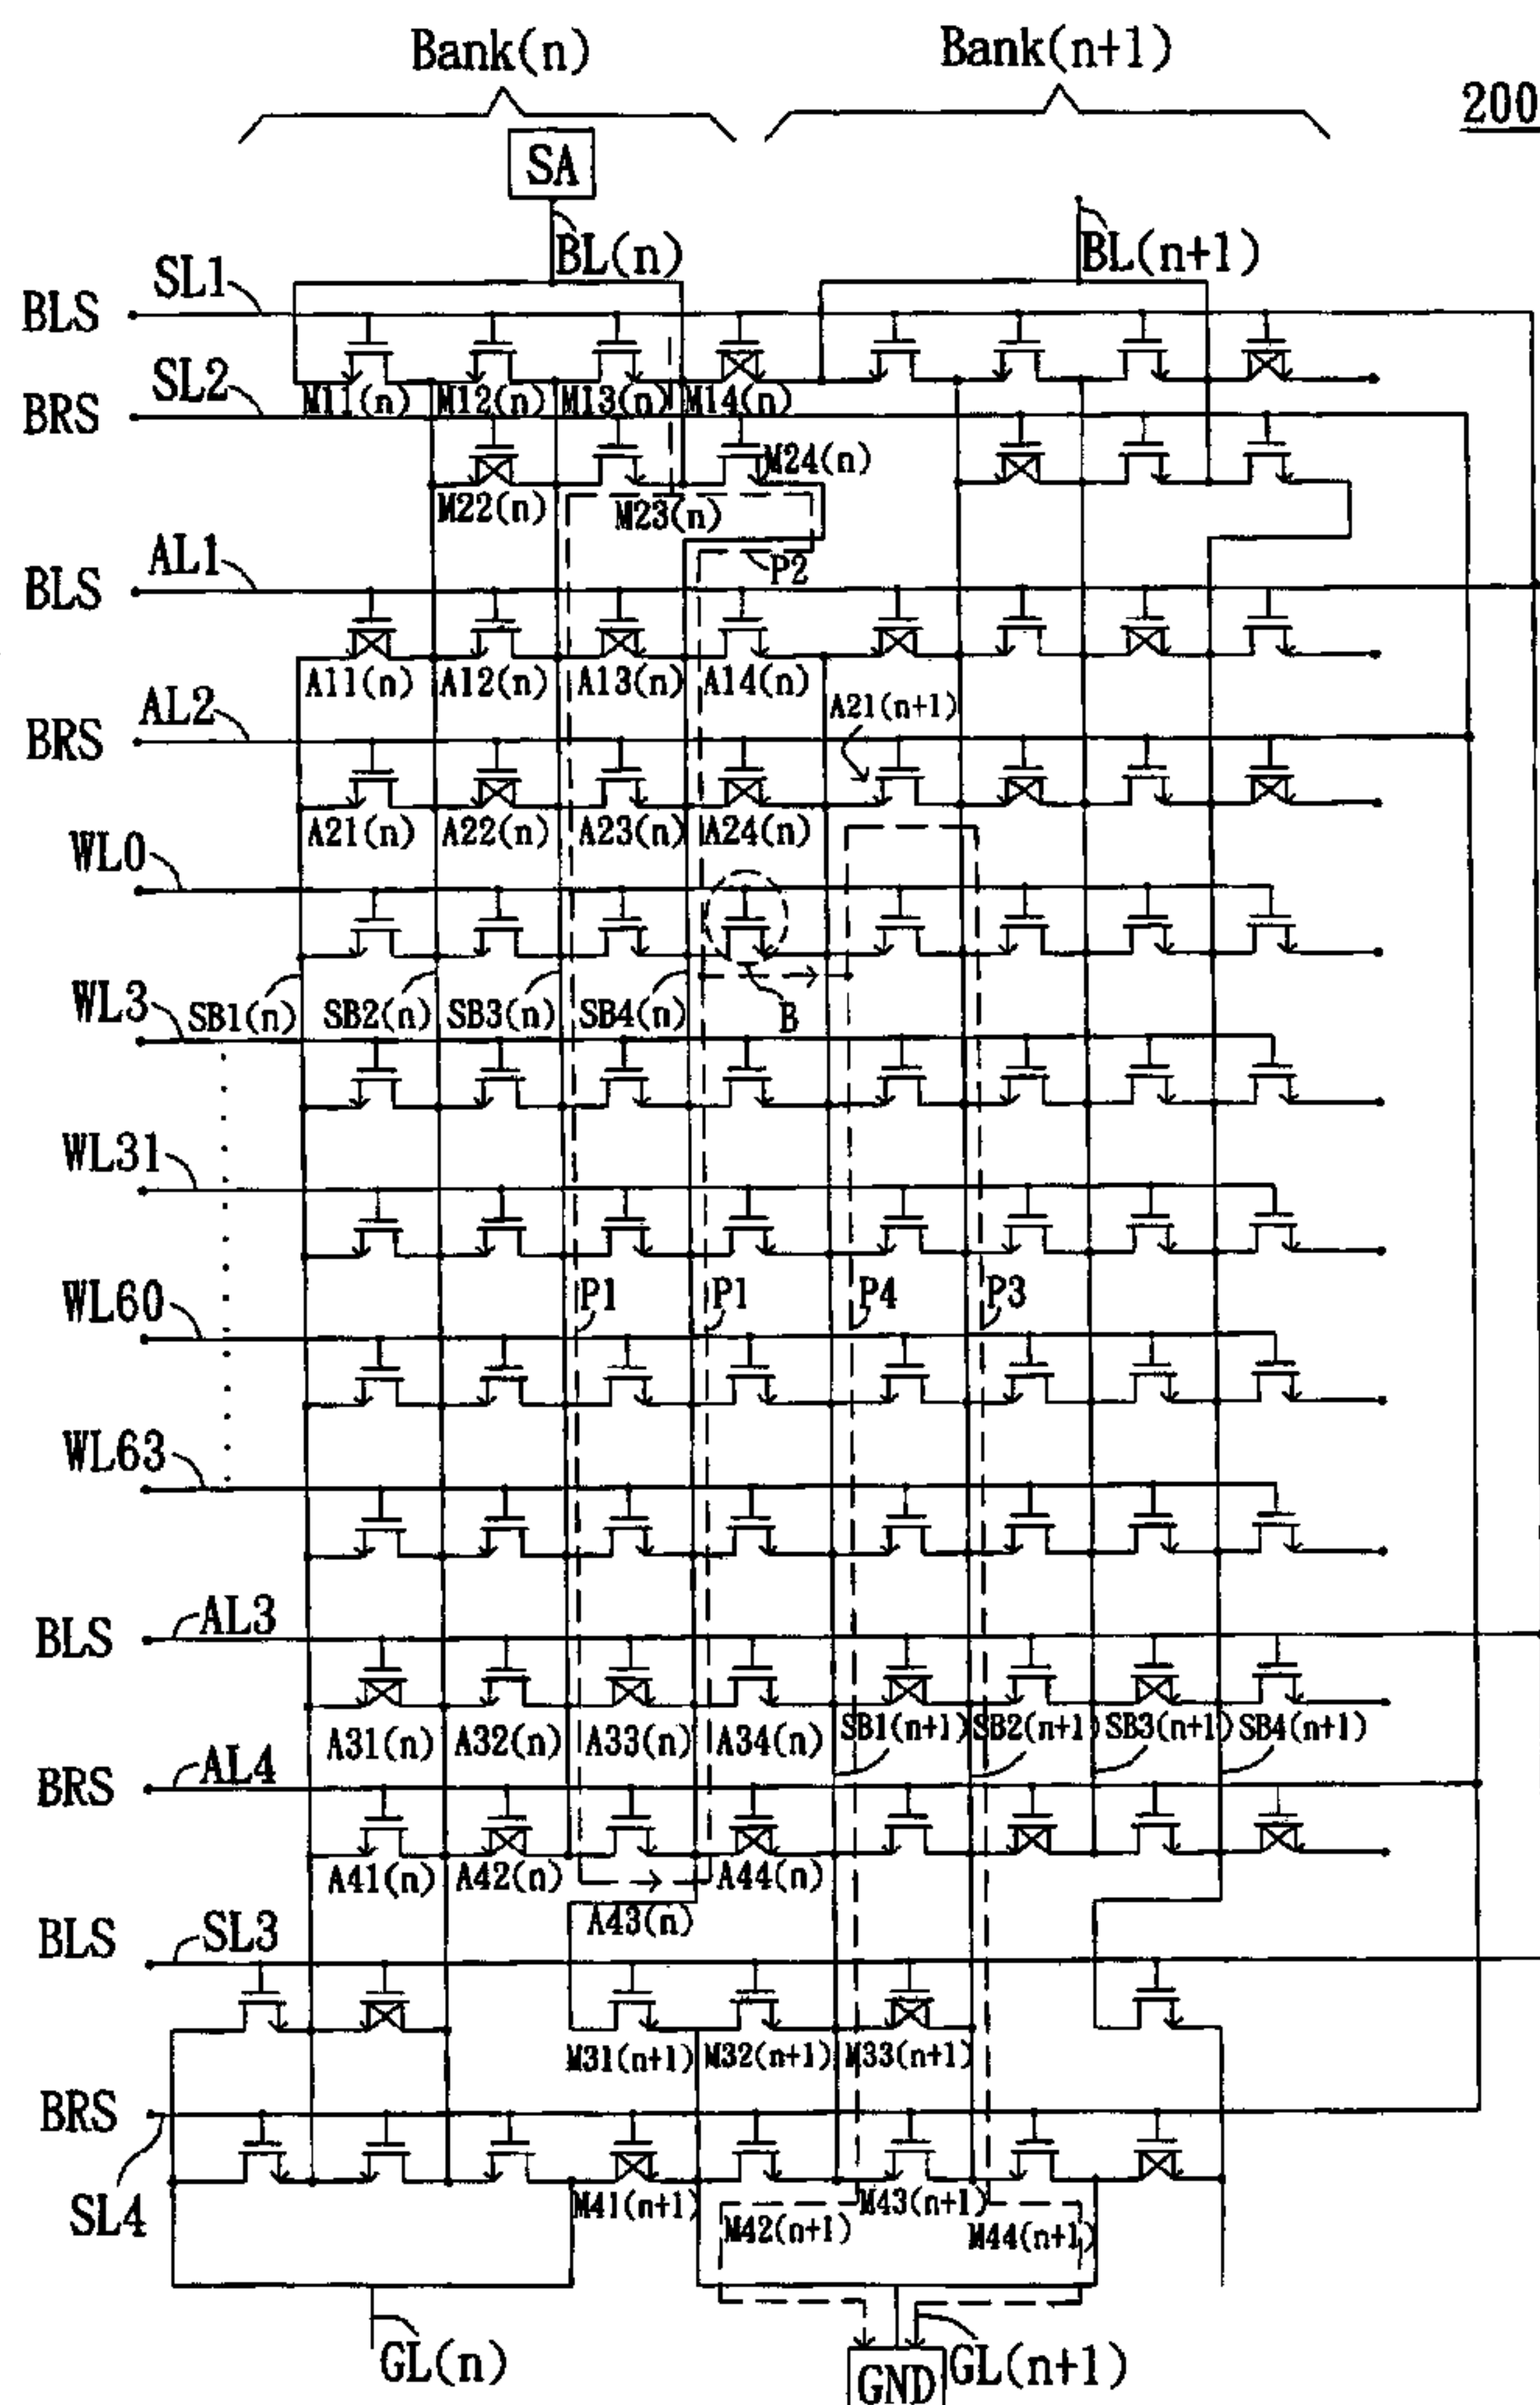 Bank(n) Bank(n+1)
200
SA
BL(n) BL(n+1)
SL1
BLS
M11(n) M12(n) M13(n) M14(n)
SL2
BRS
M24(n)
M22(n) M23(n)
P2
AL1
BLS
A11(n) A12(n) A13(n) A14(n)
AL2
BRS
A21(n+1)
A21(n) A22(n) A23(n) A24(n)
WL0
SB1(n) SB2(n) SB3(n) SB4(n) B
WL3
WL31
P1 P1 P4 P3
WL60
WL63
AL3
BLS
A31(n) A32(n) A33(n) A34(n) SB1(n+1) SB2(n+1) SB3(n+1) SB4(n+1)
AL4
BRS
A41(n) A42(n) A44(n)
A43(n)
SL3
BLS
M31(n+1) M32(n+1) M33(n+1)
BRS
SL4
M41(n+1) M42(n+1) M43(n+1) M44(n+1)
GL(n) GND GL(n+1)